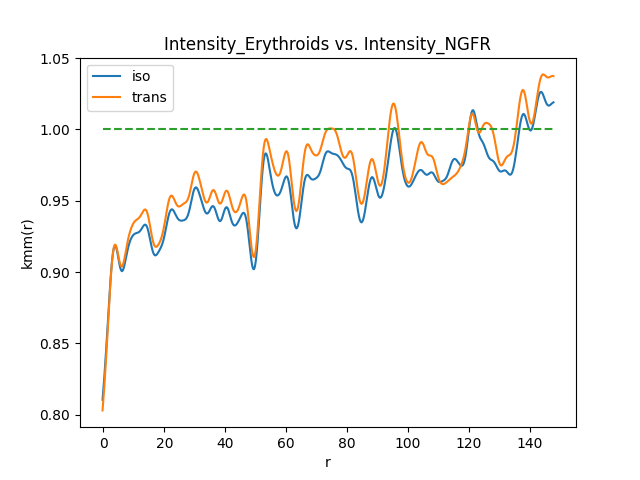 Intensity_Erythroids vs. Intensity_NGFR
iso
trans
1.05
1.00
0.95
0.90
0.85
0.80
kmm(r)
0 20 40 60 80 100 120 140
r